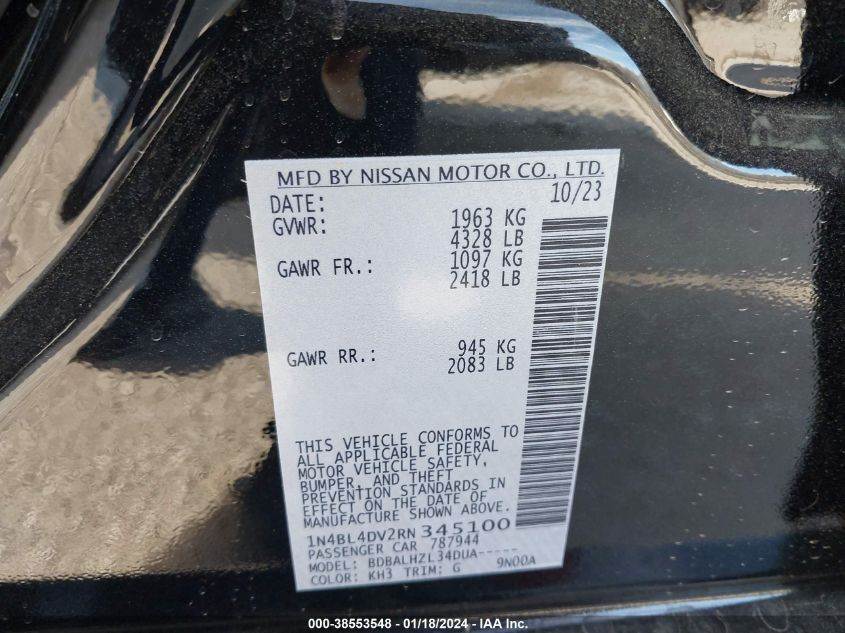 MFD BY NISSAN MOTOR CO., LTD.
DATE: 10/23
GVWR: 1963 KG
4328 LB
GAWR FR.: 1097 KG
2418 LB
GAWR RR.: 945 KG
2083 LB
THIS VEHICLE CONFORMS TO
ALL APPLICABLE FEDERAL
MOTOR VEHICLE SAFETY,
BUMPER, AND THEFT
PREVENTION STANDARDS IN
EFFECT ON THE DATE OF
MANUFACTURE SHOWN ABOVE.
1N4BL4DV2RN345100
PASSENGER CAR 787944
MODEL: BDBALHZL34DUA-----
COLOR: KH3 TRIM: G 9N00A
000-38553548 - 01/18/2024 - IAA Inc.